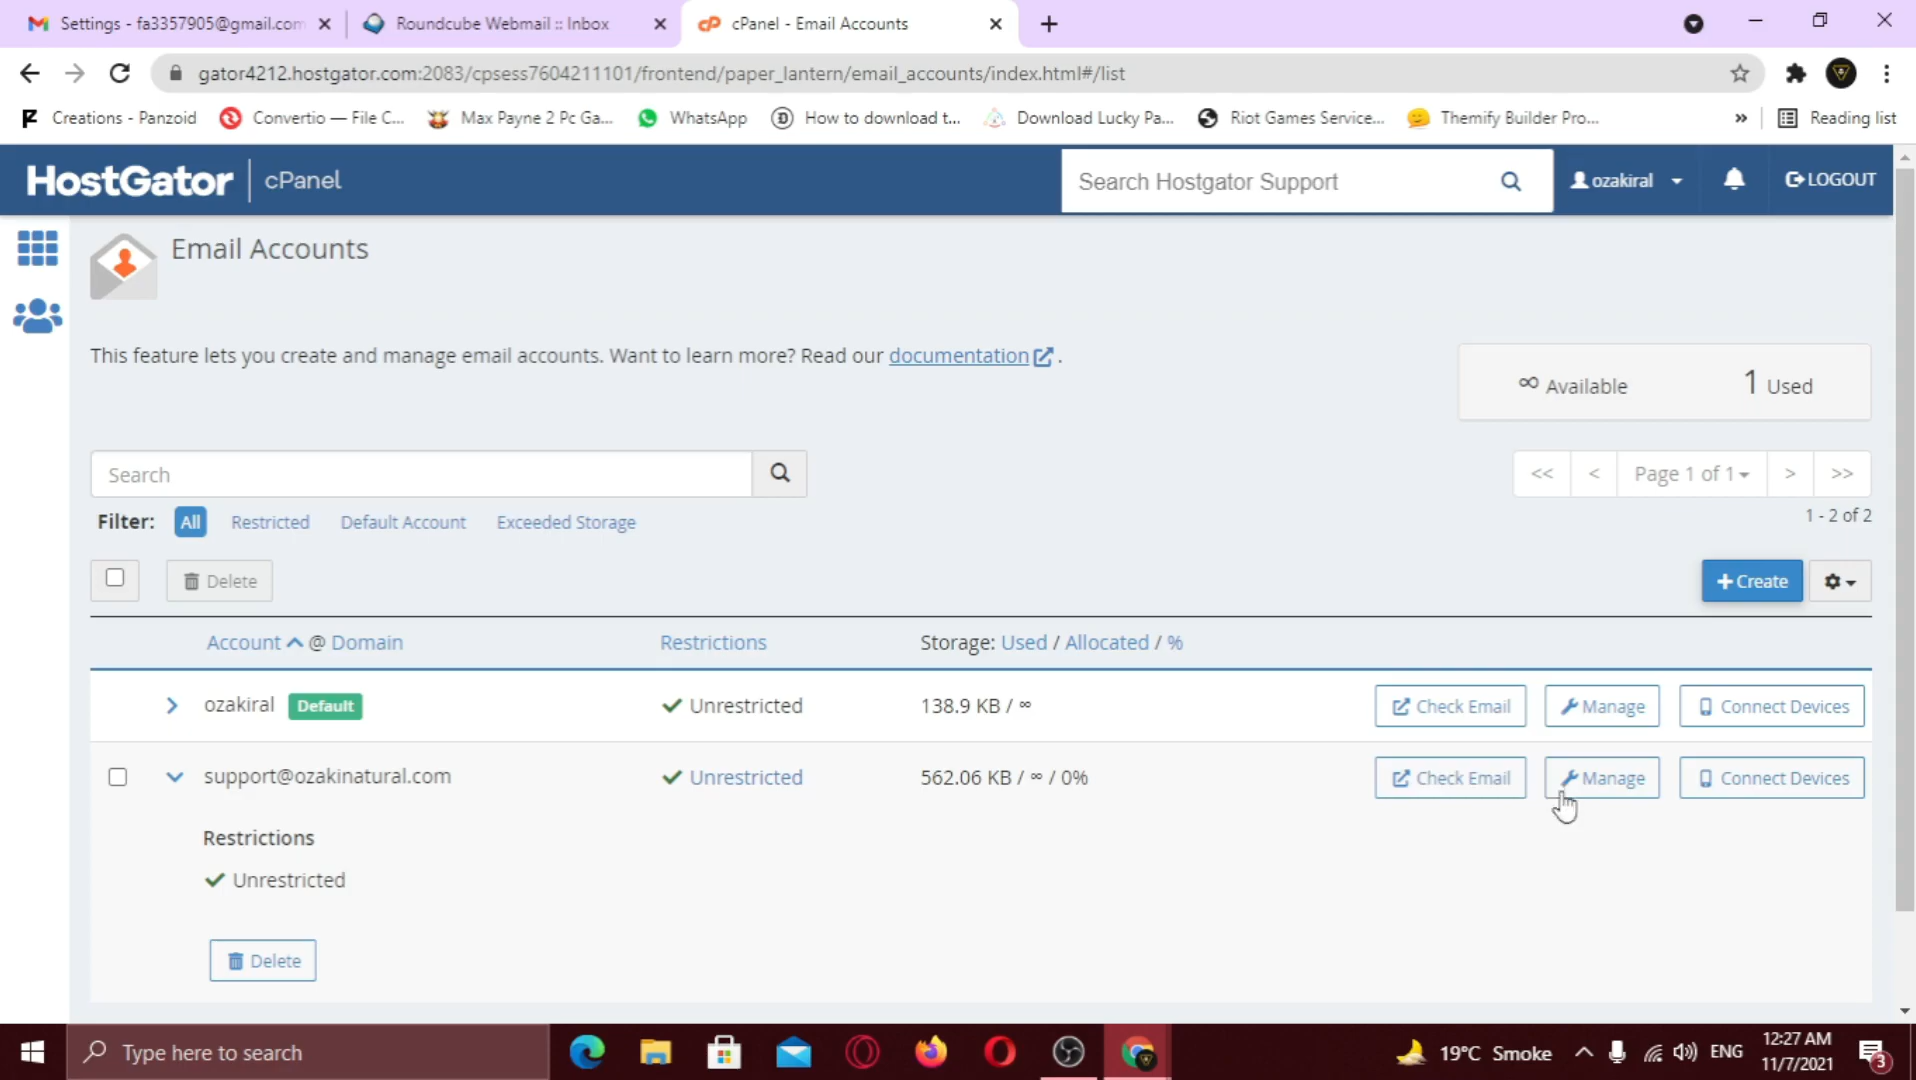 Settings - fa3357905@gmail.com
Roundcube Webmail :: Inbox
cPanel - Email Accounts
gator4212.hostgator.com:2083/cpsess7604211101/frontend/paper_lantern/email_accounts/index.html#/list
Creations - Panzoid
Convertio — File C...
Max Payne 2 Pc Ga...
WhatsApp
How to download t...
Download Lucky Pa...
Riot Games Service...
Themify Builder Pro...
»
Reading list
HostGator
cPanel
Search Hostgator Support
ozakiral
LOGOUT
Email Accounts
This feature lets you create and manage email accounts. Want to learn more? Read our documentation .
∞ Available 1 Used
Search
<< < Page 1 of 1 > >>
Filter: All Restricted Default Account Exceeded Storage
1 - 2 of 2
Delete
+ Create
Account @ Domain
Restrictions
Storage: Used / Allocated / %
ozakiral Default
Unrestricted
138.9 KB / ∞
Check Email
Manage
Connect Devices
support@ozakinatural.com
Unrestricted
562.06 KB / ∞ / 0%
Check Email
Manage
Connect Devices
Restrictions
Unrestricted
Delete
Type here to search
19°C Smoke
ENG
12:27 AM
11/7/2021
3